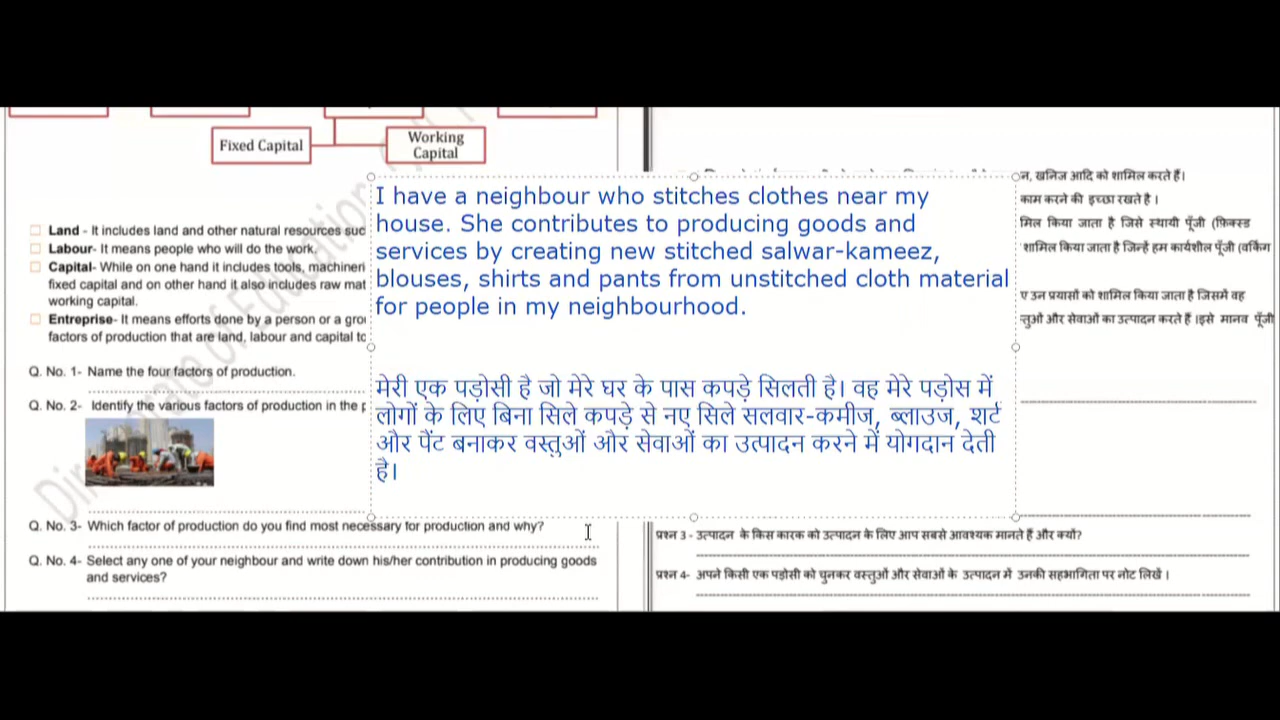 Fixed Capital
Working
Capital
Land - It includes land and other natural resources suc
Labour- It means people who will do the work.
Capital- While on one hand it includes tools, machineri
fixed capital and on other hand it also includes raw mat
working capital.
Entreprise- It means efforts done by a person or a gro
factors of production that are land, labour and capital to
Q. No. 1- Name the four factors of production.
Q. No. 2- Identify the various factors of production in the p
Q. No. 3- Which factor of production do you find most necessary for production and why?
Q. No. 4- Select any one of your neighbour and write down his/her contribution in producing goods
and services?
I have a neighbour who stitches clothes near my
house. She contributes to producing goods and
services by creating new stitched salwar-kameez,
blouses, shirts and pants from unstitched cloth material
for people in my neighbourhood.
मेरी एक पड़ोसी है जो मेरे घर के पास कपड़े सिलती है। वह मेरे पड़ोस में
लोगों के लिए बिना सिले कपड़े से नए सिले सलवार-कमीज, ब्लाउज, शर्ट
और पैंट बनाकर वस्तुओं और सेवाओं का उत्पादन करने में योगदान देती
है।
न, खनिज आदि को शामिल करते हैं।
काम करने की इच्छा रखते है ।
मिल किया जाता है जिसे स्थायी पूँजी (फ़िक्स्ड
शामिल किया जाता है जिन्हें हम कार्यशील पूँजी (वर्किंग
ए उन प्रयासों को शामिल किया जाता है जिसमें वह
तुओं और सेवाओं का उत्पादन करते हैं ।इसे मानव पूँजी
प्रश्न 3 - उत्पादन के किस कारक को उत्पादन के लिए आप सबसे आवश्यक मानते हैं और क्यों?
प्रश्न 4- अपने किसी एक पड़ोसी को चुनकर वस्तुओं और सेवाओं के उत्पादन में उनकी सहभागिता पर नोट लिखें ।
Directorate of Education